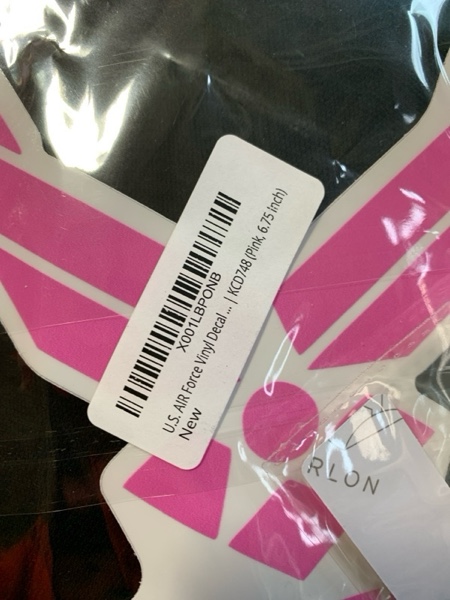 X001LBPONB
U.S. AIR Force Vinyl Decal ... | KCD748 (Pink, 6.75 Inch)
New
RLON